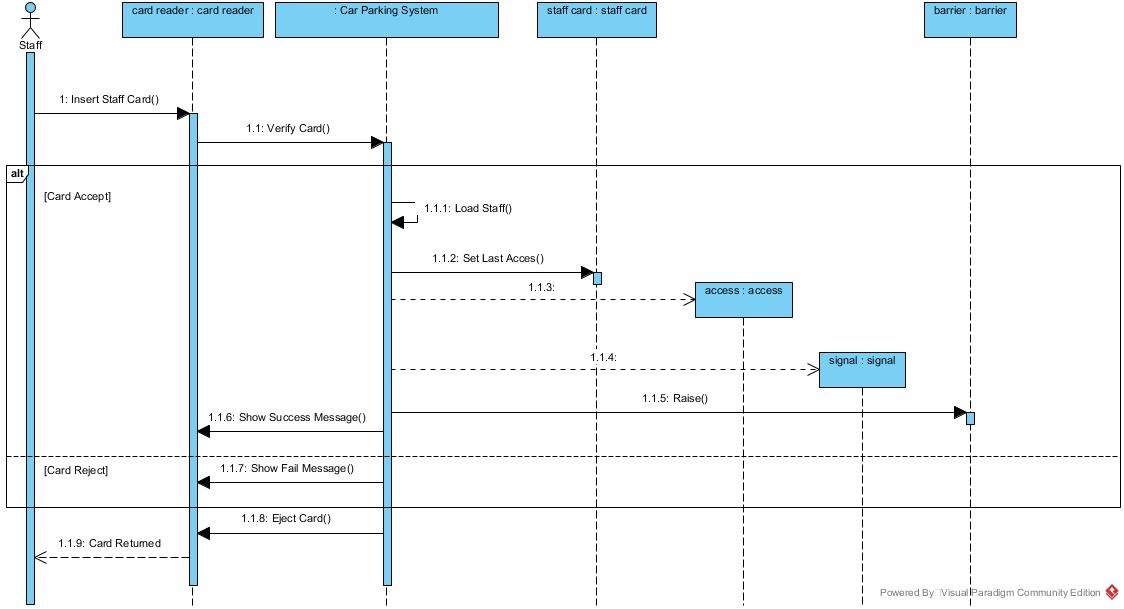 card reader : card reader
: Car Parking System
staff card : staff card
barrier : barrier
Staff
1: Insert Staff Card()
1.1: Verify Card()
alt
[Card Accept]
1.1.1: Load Staff()
1.1.2: Set Last Acces()
1.1.3:
access : access
1.1.4:
signal : signal
1.1.5: Raise()
1.1.6: Show Success Message()
[Card Reject]
1.1.7: Show Fail Message()
1.1.8: Eject Card()
1.1.9: Card Returned
Powered By Visual Paradigm Community Edition